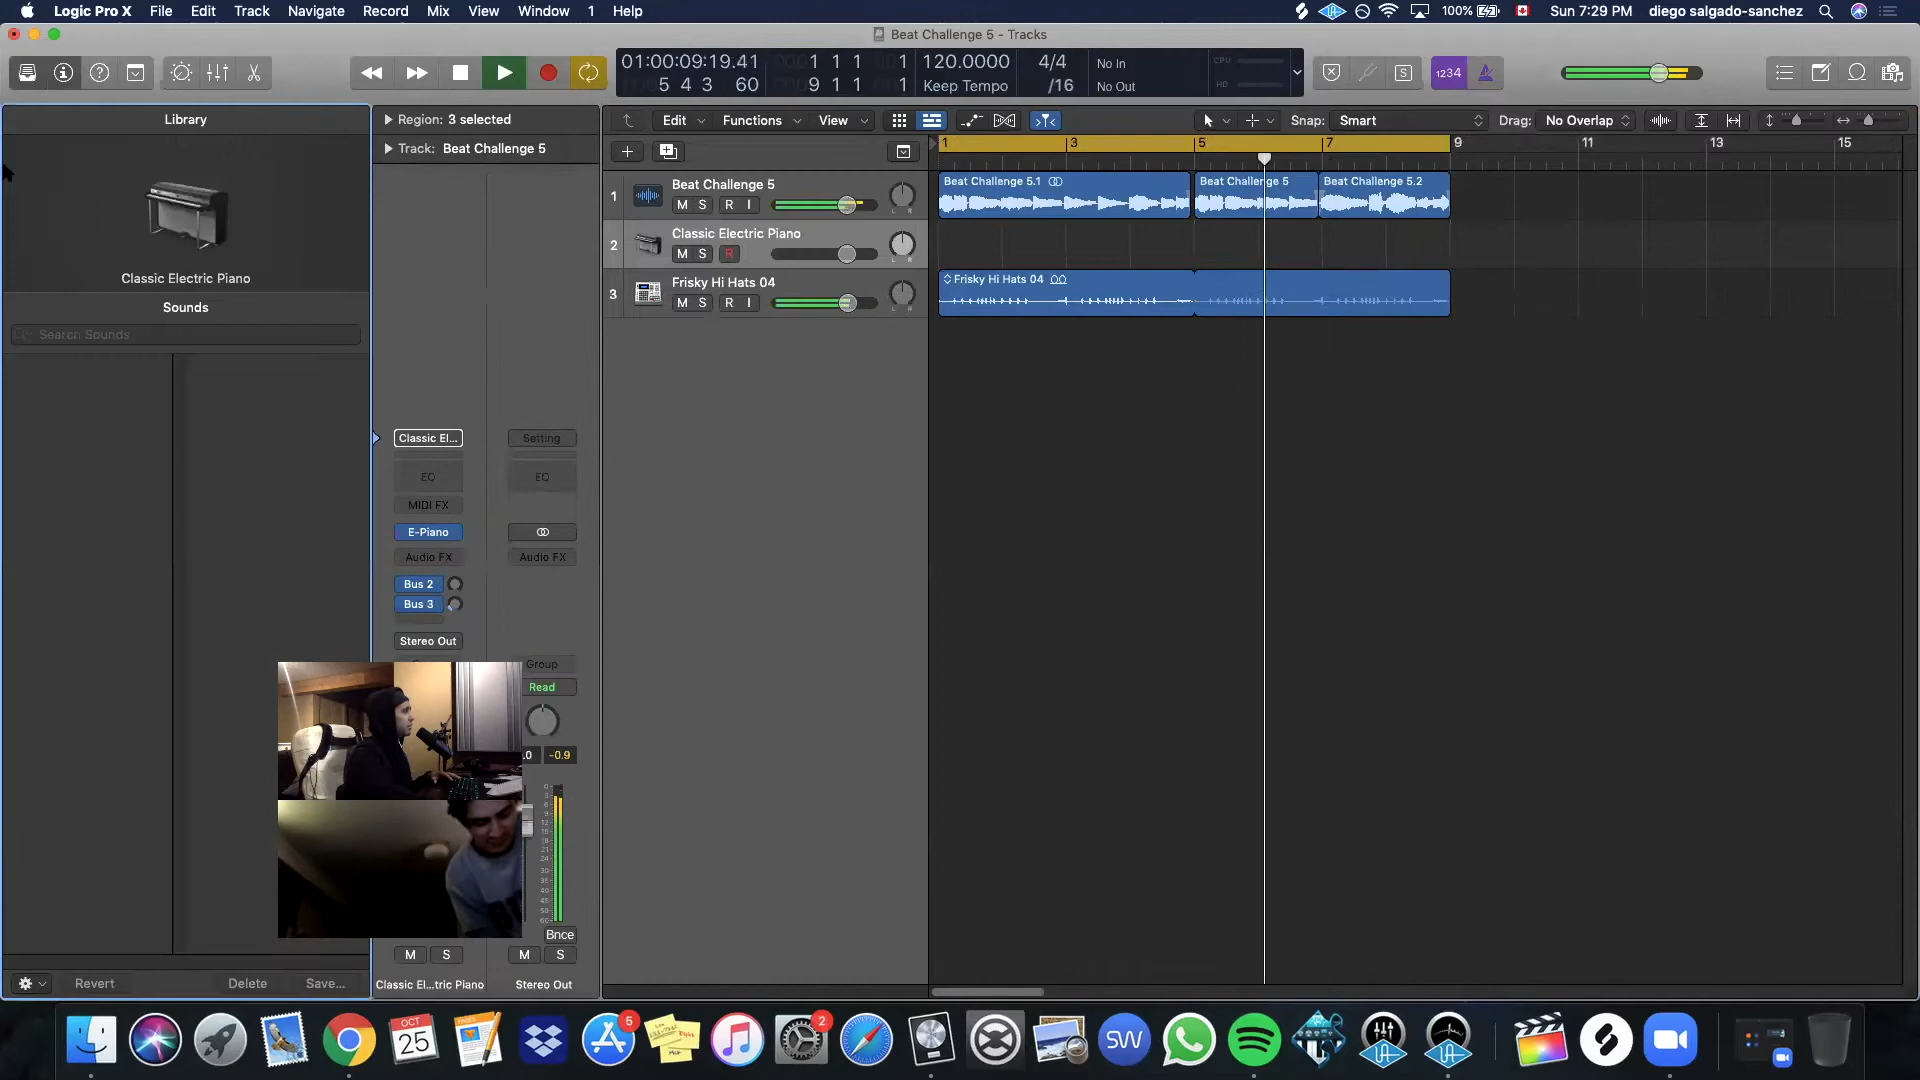 Logic Pro X File Edit Track Navigate Record Mix View Window 1 Help
100% Sun 7:29 PM diego salgado-sanchez
Beat Challenge 5 - Tracks
01:00:09:19.41
5 4 3 60
1 1 1 1
9 1 1 1
120.0000
Keep Tempo
4/4
/16
No In
No Out
CPU
HD
S
1234
Library
Classic Electric Piano
Sounds
Search Sounds
Revert Delete Save...
Region: 3 selected
Track: Beat Challenge 5
Classic El... Setting
EQ EQ
MIDI FX
E-Piano
Audio FX Audio FX
Bus 2
Bus 3
Stereo Out
Group
Read
.0 -0.9
Bnce
M S M S
Classic El...tric Piano Stereo Out
Edit Functions View
Snap: Smart Drag: No Overlap
1 3 5 7 9 11 13 15
1 Beat Challenge 5
M S R I
L R
2 Classic Electric Piano
M S R
L R
3 Frisky Hi Hats 04
M S R I
L R
Beat Challenge 5.1 Beat Challenge 5 Beat Challenge 5.2
Frisky Hi Hats 04
OCT
25
5
2
SW